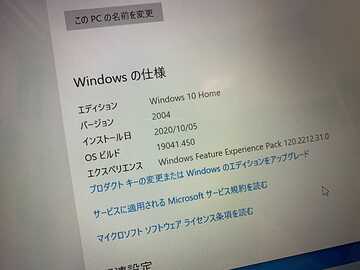 この PC の名前を変更
Windows の仕様
エディション Windows 10 Home
バージョン 2004
インストール日 2020/10/05
OS ビルド 19041.450
エクスペリエンス Windows Feature Experience Pack 120.2212.31.0
プロダクト キーの変更または Windows のエディションをアップグレード
サービスに適用される Microsoft サービス規約を読む
マイクロソフト ソフトウェア ライセンス条項を読む
設定